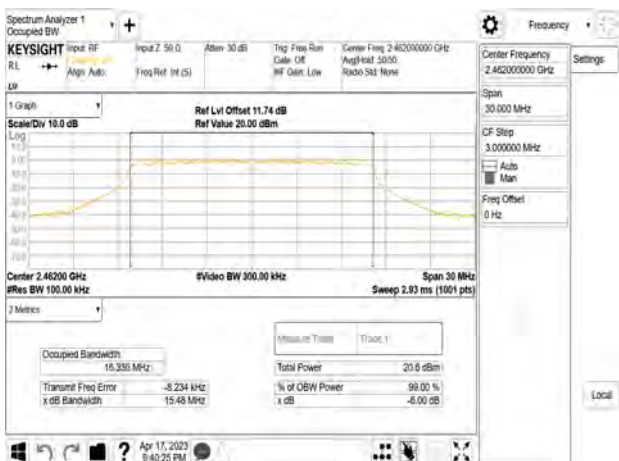 Spectrum Analyzer 1
Occupied BW
Frequency
KEYSIGHT Input: RF
Input Z: 50 Ω
Atten: 30 dB
Trig: Free Run
Center Freq: 2.462000000 GHz
RL
Gate: Off
Avg|Hold: 50/50
Align: Auto
Freq Ref: Int (S)
#IF Gain: Low
Radio Std: None
Center Frequency
2.462000000 GHz
Settings
Span
30.000 MHz
CF Step
3.000000 MHz
Auto
Man
Freq Offset
0 Hz
1 Graph
Scale/Div 10.0 dB
Ref Lvl Offset 11.74 dB
Ref Value 20.00 dBm
Log
Center 2.46200 GHz
#Video BW 300.00 kHz
Span 30 MHz
#Res BW 100.00 kHz
Sweep 2.93 ms (1001 pts)
2 Metrics
Measure Trace
Trace 1
Occupied Bandwidth
Total Power
20.6 dBm
Transmit Freq Error
-8.234 kHz
% of OBW Power
99.00 %
x dB Bandwidth
15.48 MHz
x dB
-6.00 dB
Local
Apr 17, 2023
9:40:25 PM